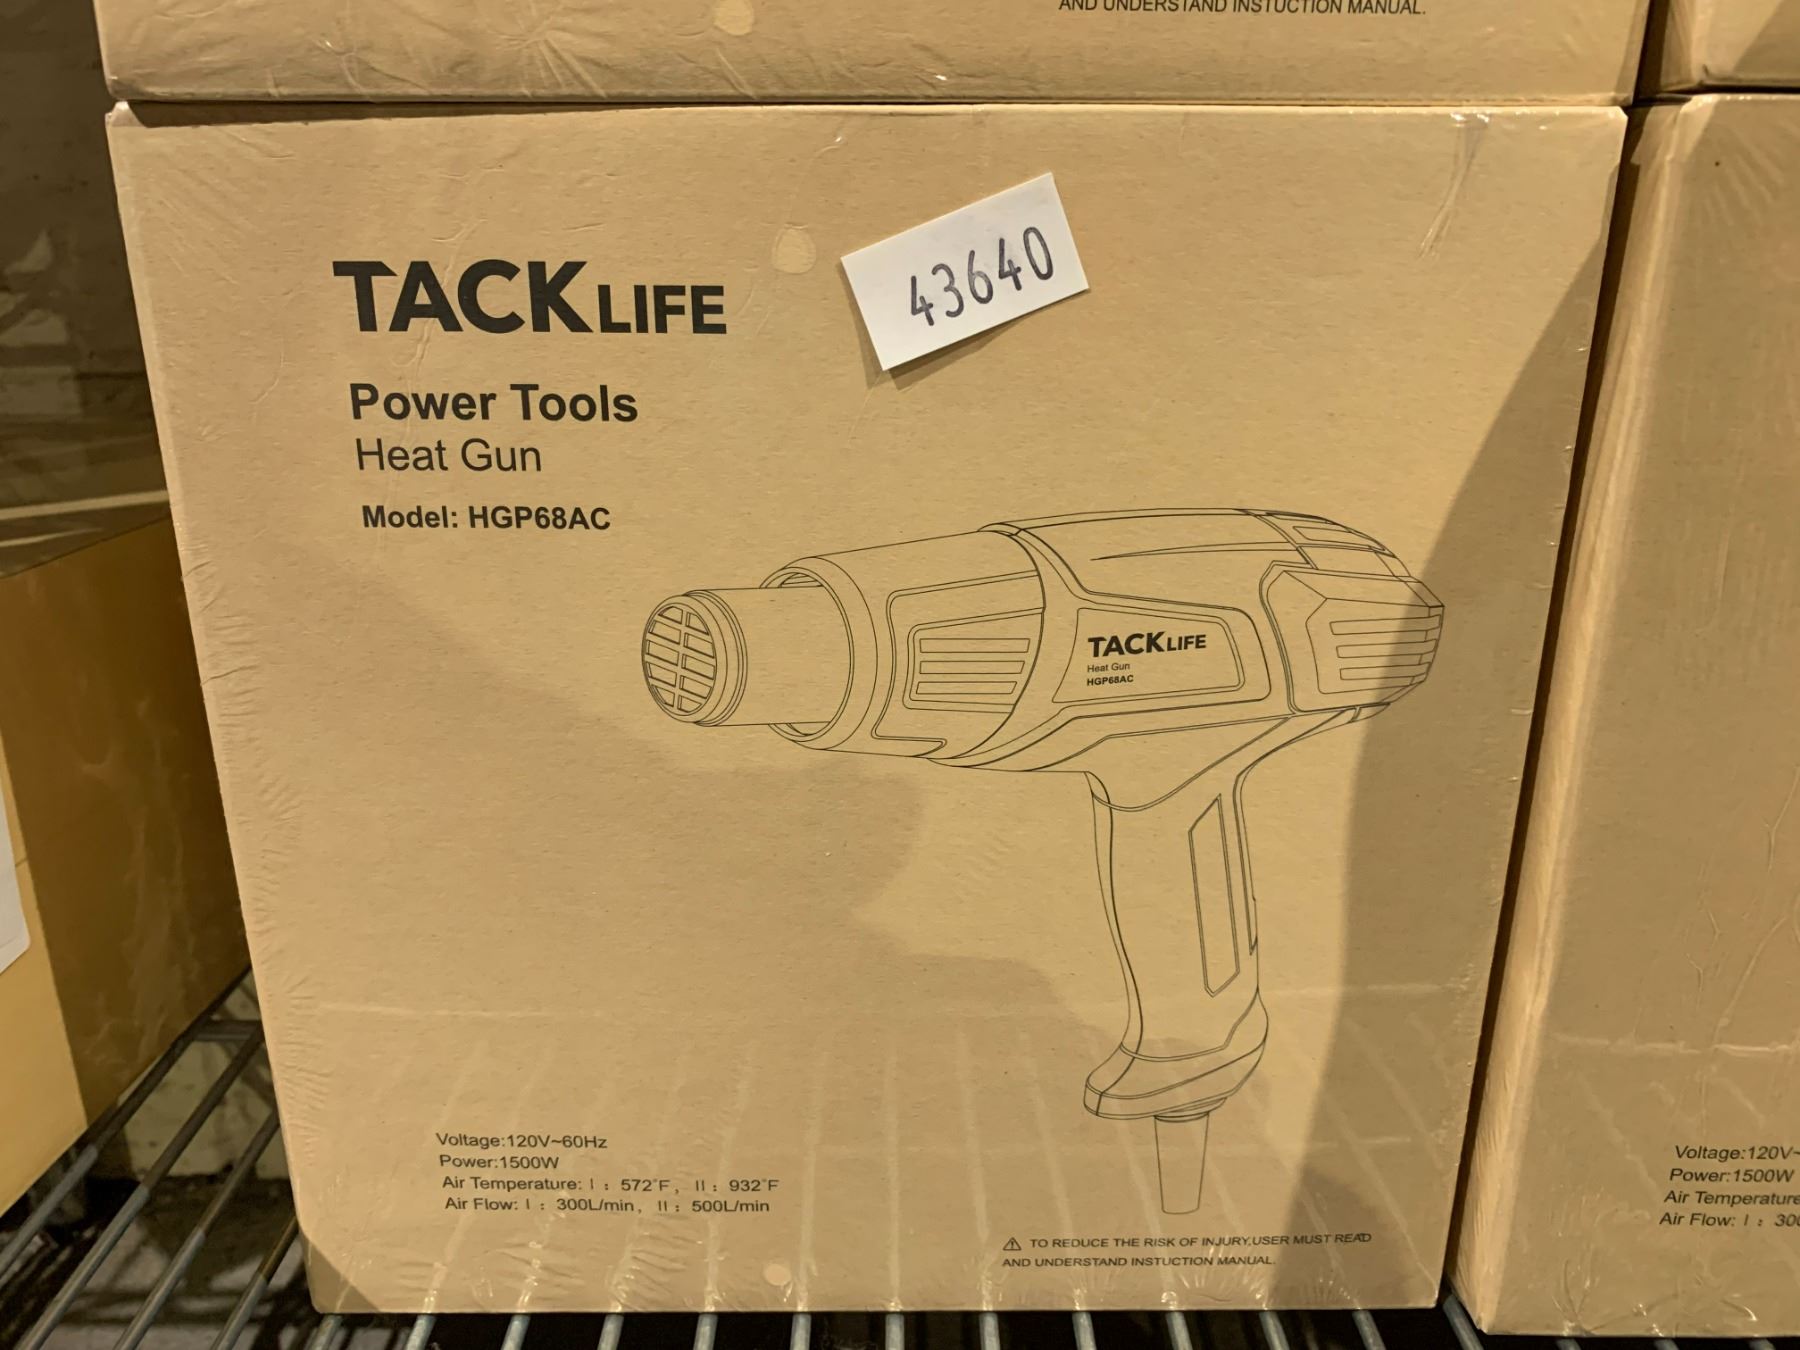 AND UNDERSTAND INSTUCTION MANUAL.
43640
TACKLIFE
Power Tools
Heat Gun
Model: HGP68AC
TACKLIFE
Heat Gun
HGP68AC
Voltage:120V~60Hz
Power:1500W
Air Temperature: I : 572°F, II : 932°F
Air Flow: I : 300L/min, II : 500L/min
⚠ TO REDUCE THE RISK OF INJURY,USER MUST READ
AND UNDERSTAND INSTUCTION MANUAL.
Voltage:120V~
Power:1500W
Air Temperature
Air Flow: I : 300